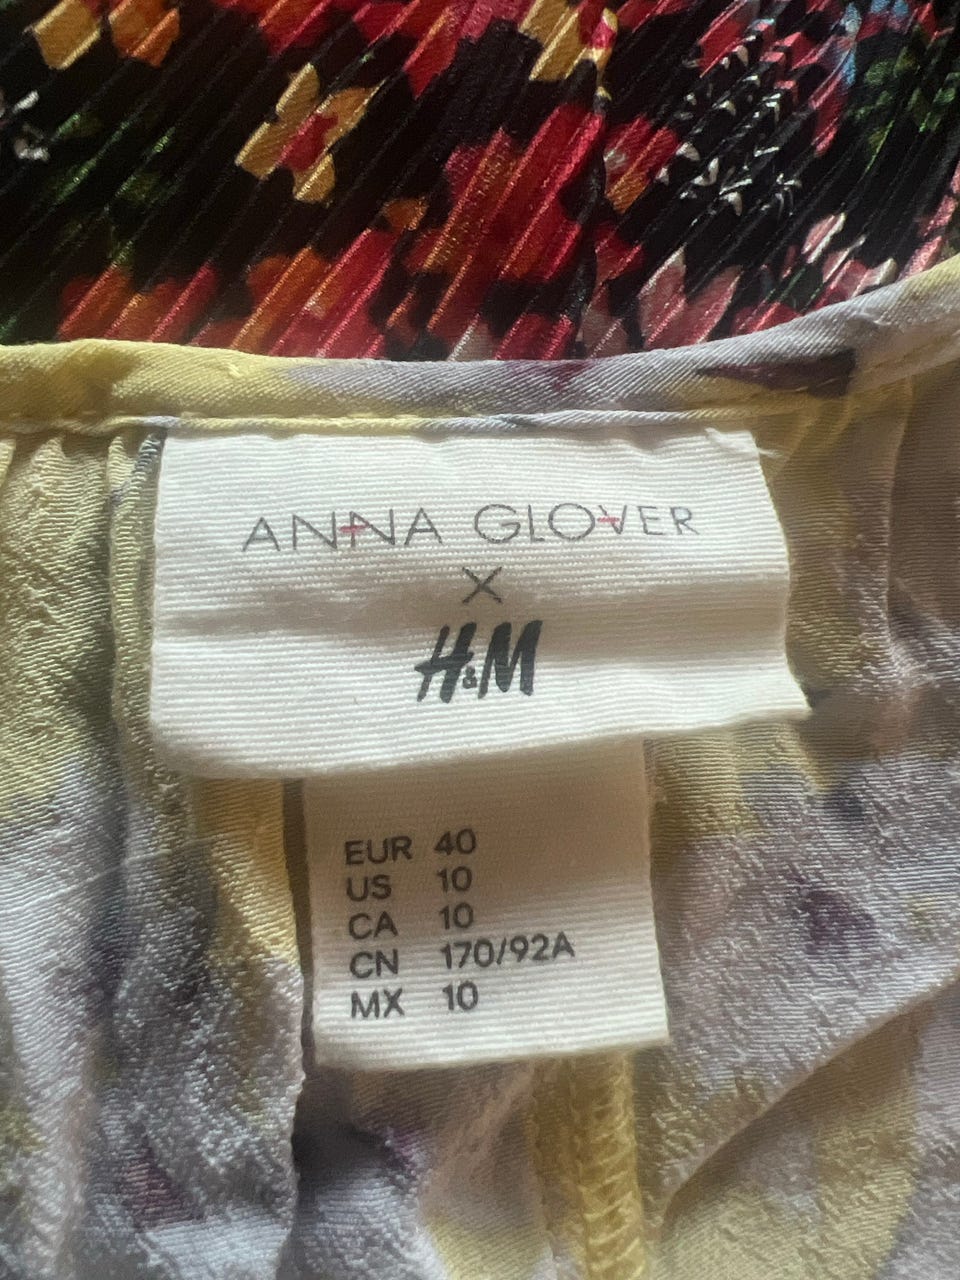 ANNA GLOVER
X
H&M
EUR 40
US 10
CA 10
CN 170/92A
MX 10